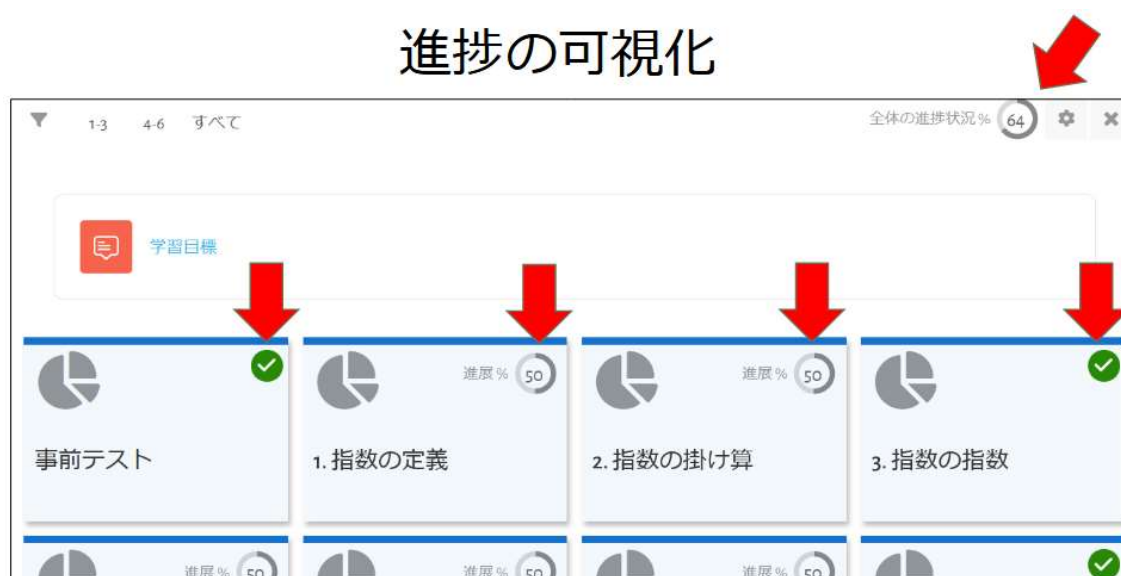 進捗の可視化
1-3 4-6 すべて 全体の進捗状況% 64
学習目標
進展% 50 進展% 50
事前テスト 1. 指数の定義 2. 指数の掛け算 3. 指数の指数
進展% 50 進展% 50 進展% 50